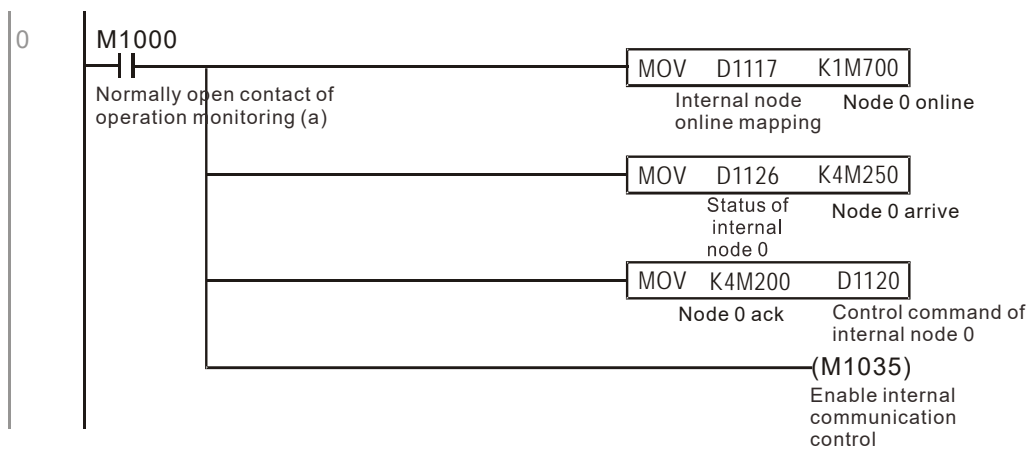 0
M1000
Normally open contact of
operation monitoring (a)
MOV D1117 K1M700
Internal node
online mapping
Node 0 online
MOV D1126 K4M250
Status of
internal
node 0
Node 0 arrive
MOV K4M200 D1120
Node 0 ack
Control command of
internal node 0
(M1035)
Enable internal
communication
control